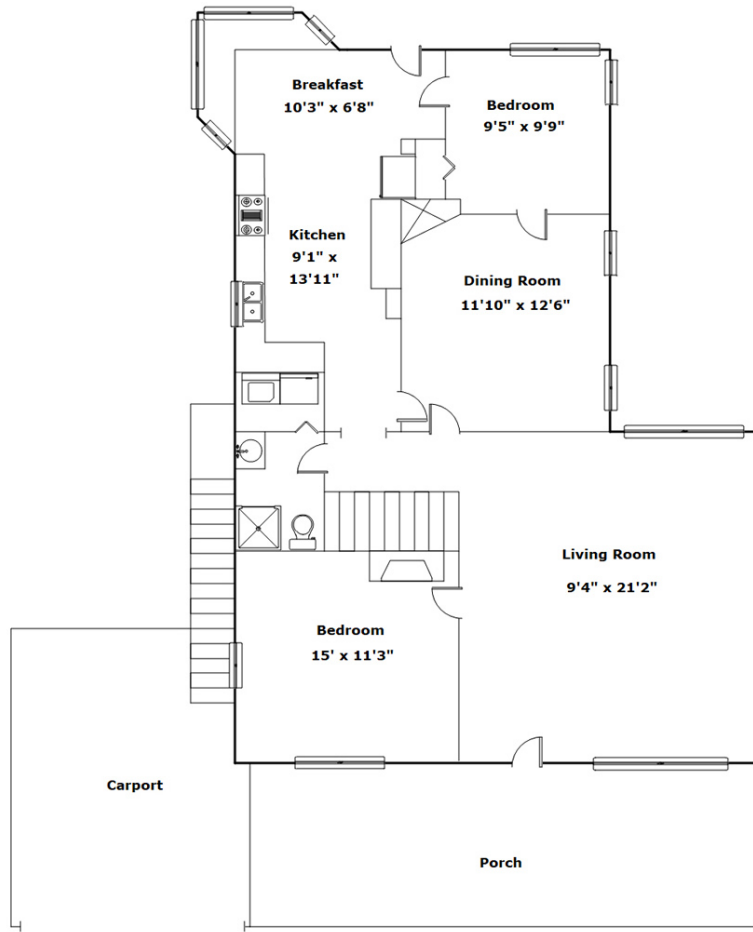 Breakfast
10'3" x 6'8"
Bedroom
9'5" x 9'9"
Kitchen
9'1" x
13'11"
Dining Room
11'10" x 12'6"
Living Room
9'4" x 21'2"
Bedroom
15' x 11'3"
Carport
Porch